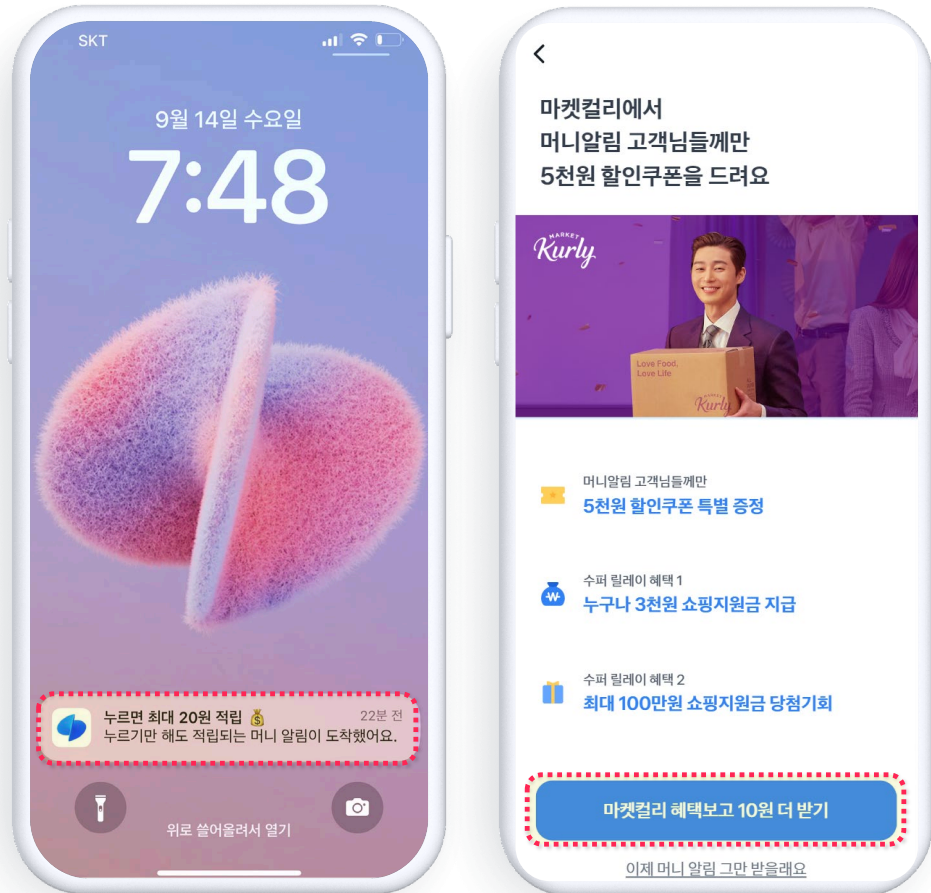 SKT
9월 14일 수요일
7:48
누르면 최대 20원 적립
22분 전
누르기만 해도 적립되는 머니 알림이 도착했어요.
위로 쓸어올려서 열기
마켓컬리에서
머니알림 고객님들께만
5천원 할인쿠폰을 드려요
MARKET
Kurly
Love Food,
Love Life
MARKET
Kurly
머니알림 고객님들께만
5천원 할인쿠폰 특별 증정
수퍼 릴레이 혜택 1
누구나 3천원 쇼핑지원금 지급
수퍼 릴레이 혜택 2
최대 100만원 쇼핑지원금 당첨기회
마켓컬리 혜택보고 10원 더 받기
이제 머니 알림 그만 받을래요